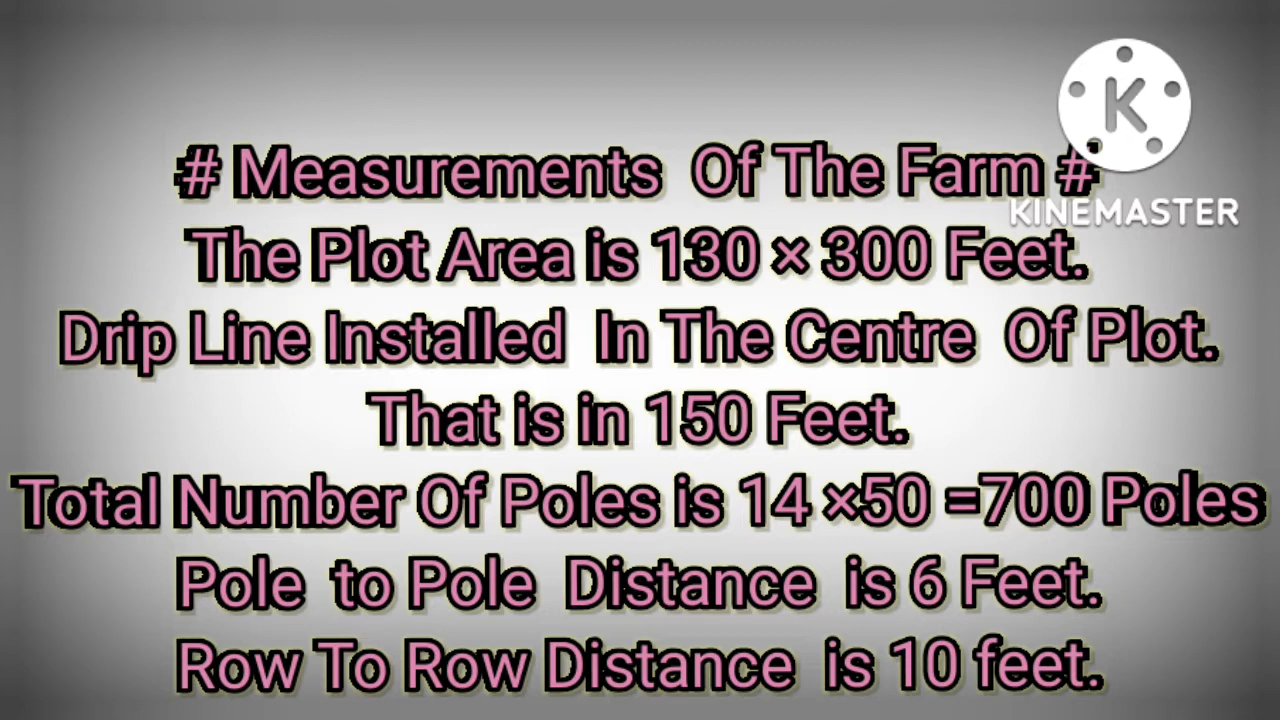 # Measurements Of The Farm #
KINEMASTER
The Plot Area is 130 × 300 Feet.
Drip Line Installed In The Centre Of Plot.
That is in 150 Feet.
Total Number Of Poles is 14 ×50 =700 Poles
Pole to Pole Distance is 6 Feet.
Row To Row Distance is 10 feet.